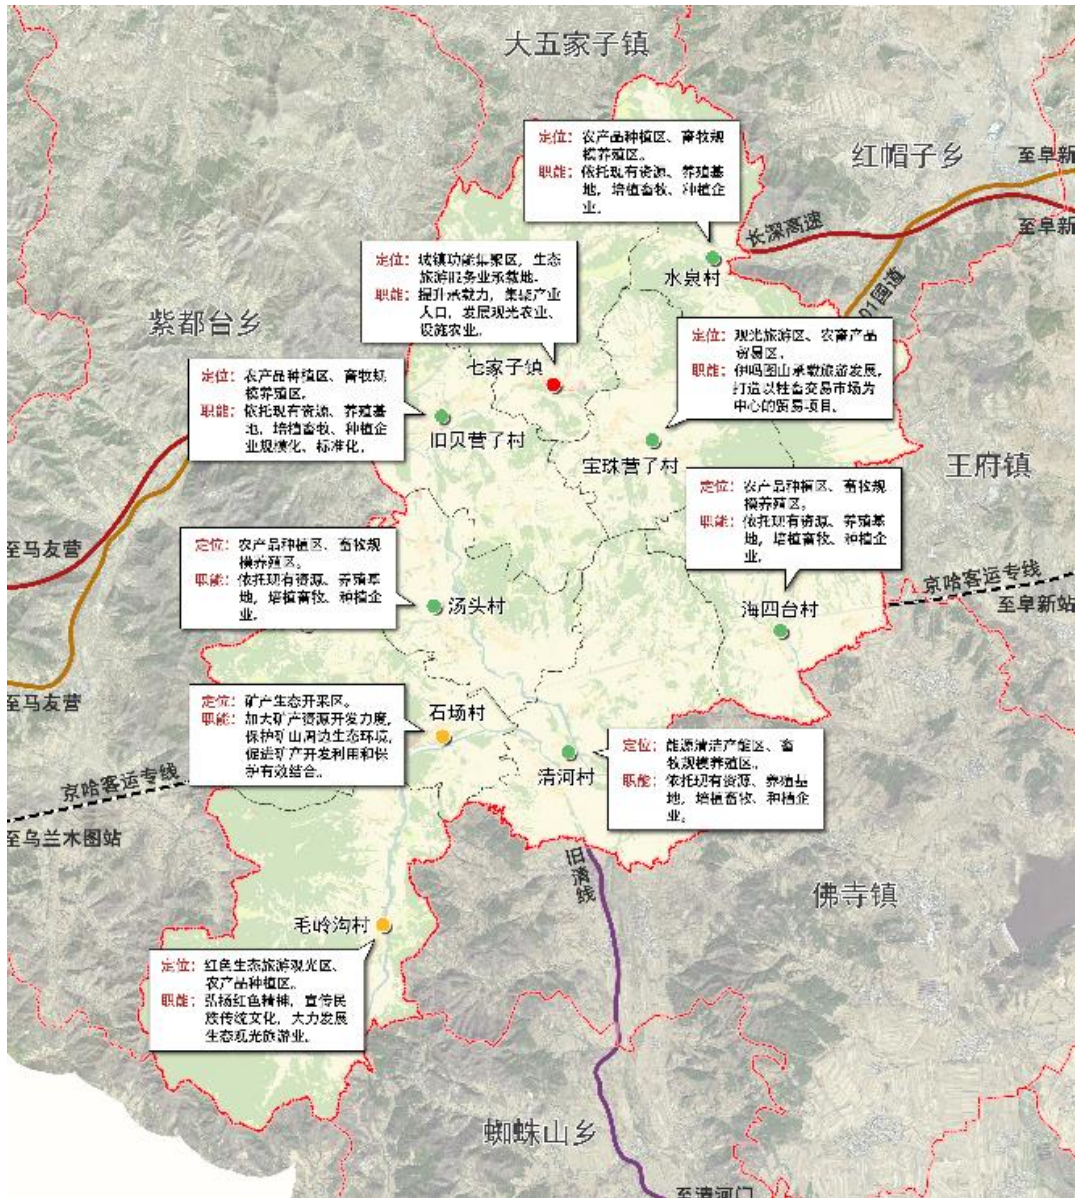 大五家子镇
定位：农产品种植区、畜牧规
模养殖区。
职能：依托现有资源、养殖基
地，培植畜牧、种植企
业。
红帽子乡
至阜新
长深高速
至阜新
水泉村
01国道
定位：城镇功能集聚区，生态
旅游服务业承载地。
职能：提升承载力，集聚产业
人口，发展观光农业、
设施农业。
紫都台乡
七家子镇
定位：观光旅游区、农畜产品
贸易区。
职能：伊吗图山承载旅游发展，
打造以牲畜交易市场为
中心的贸易项目。
定位：农产品种植区、畜牧规
模养殖区。
职能：依托现有资源、养殖基
地，培植畜牧、种植企
业规模化、标准化。
旧贝营子村
宝珠营子村
王府镇
定位：农产品种植区、畜牧规
模养殖区。
职能：依托现有资源、养殖基
地，培植畜牧、种植企
业。
至马友营
定位：农产品种植区、畜牧规
模养殖区。
职能：依托现有资源、养殖基
地，培植畜牧、种植企
业。
汤头村
海四台村
京哈客运专线
至阜新站
至马友营
定位：矿产生态开采区。
职能：加大矿产资源开发力度，
保护矿山周边生态环境，
促进矿产开发利用和保
护有效结合。
石场村
清河村
定位：能源清洁产能区、畜
牧规模养殖区。
职能：依托现有资源、养殖基
地，培植畜牧、种植企
业。
京哈客运专线
至乌兰木图站
旧清线
佛寺镇
毛岭沟村
定位：红色生态旅游观光区、
农产品种植区。
职能：弘扬红色精神，宣传民
族传统文化，大力发展
生态观光旅游业。
蜘蛛山乡
至清河门